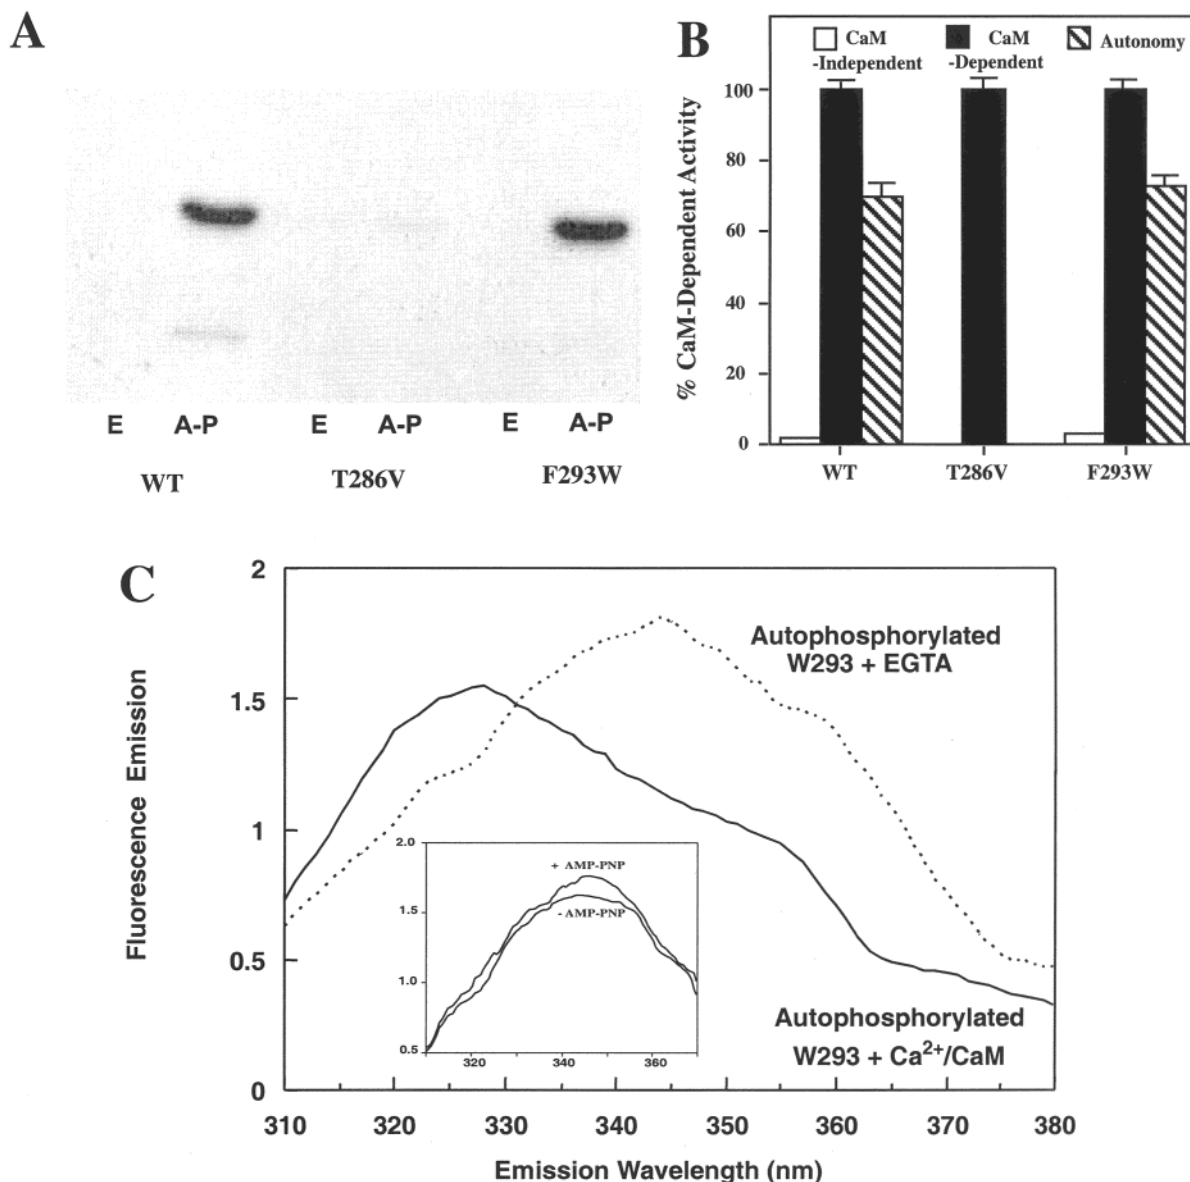 A
E A-P E A-P E A-P
WT T286V F293W
B
CaM -Independent
CaM -Dependent
Autonomy
% CaM-Dependent Activity
100
80
60
40
20
0
WT T286V F293W
C
Fluorescence Emission
2
1.5
1
0.5
0
Autophosphorylated
W293 + EGTA
2.0
1.5
1.0
0.5
+ AMP-PNP
- AMP-PNP
320 340 360
Autophosphorylated
W293 + Ca²⁺/CaM
310 320 330 340 350 360 370 380
Emission Wavelength (nm)